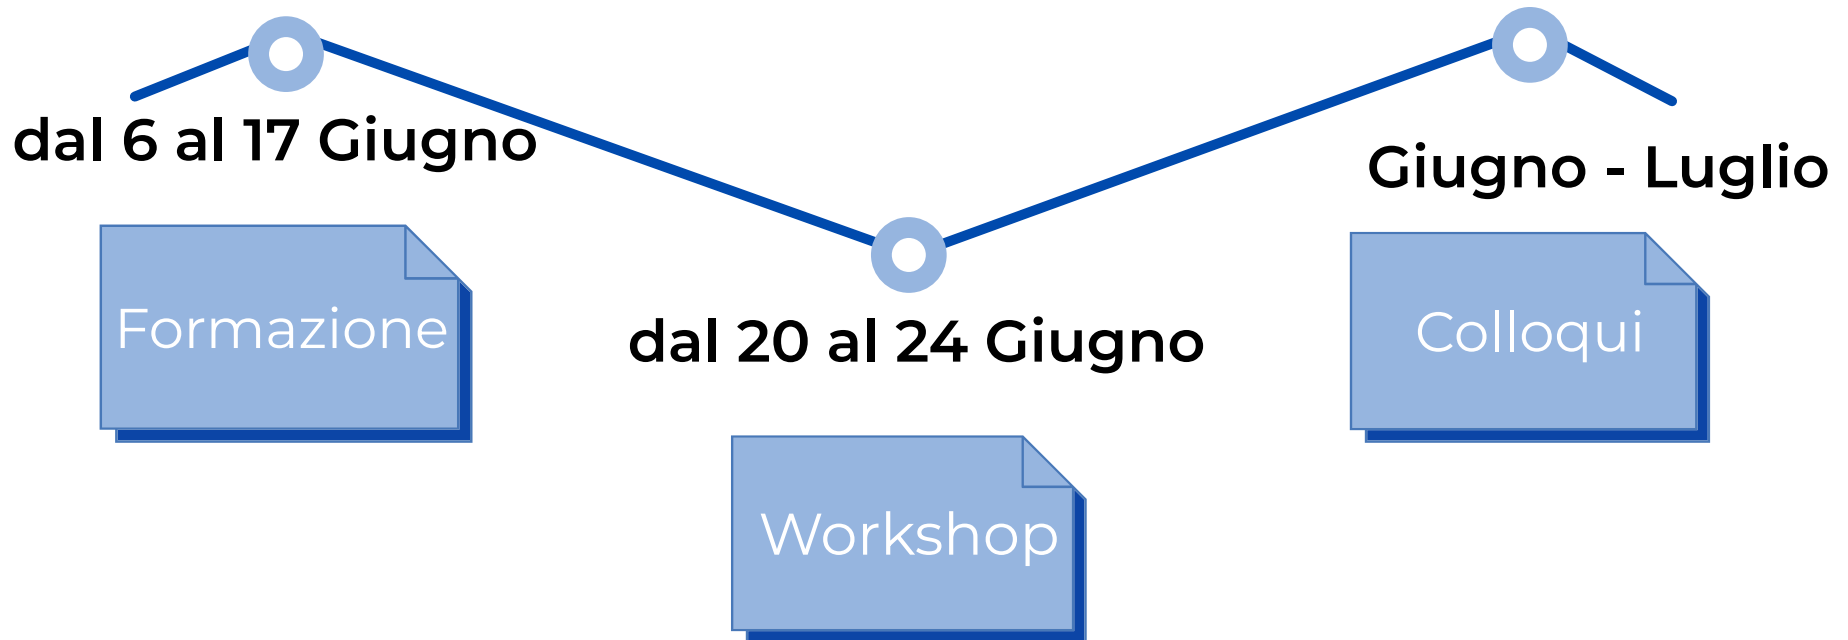 dal 6 al 17 Giugno
Formazione
dal 20 al 24 Giugno
Workshop
Giugno - Luglio
Colloqui